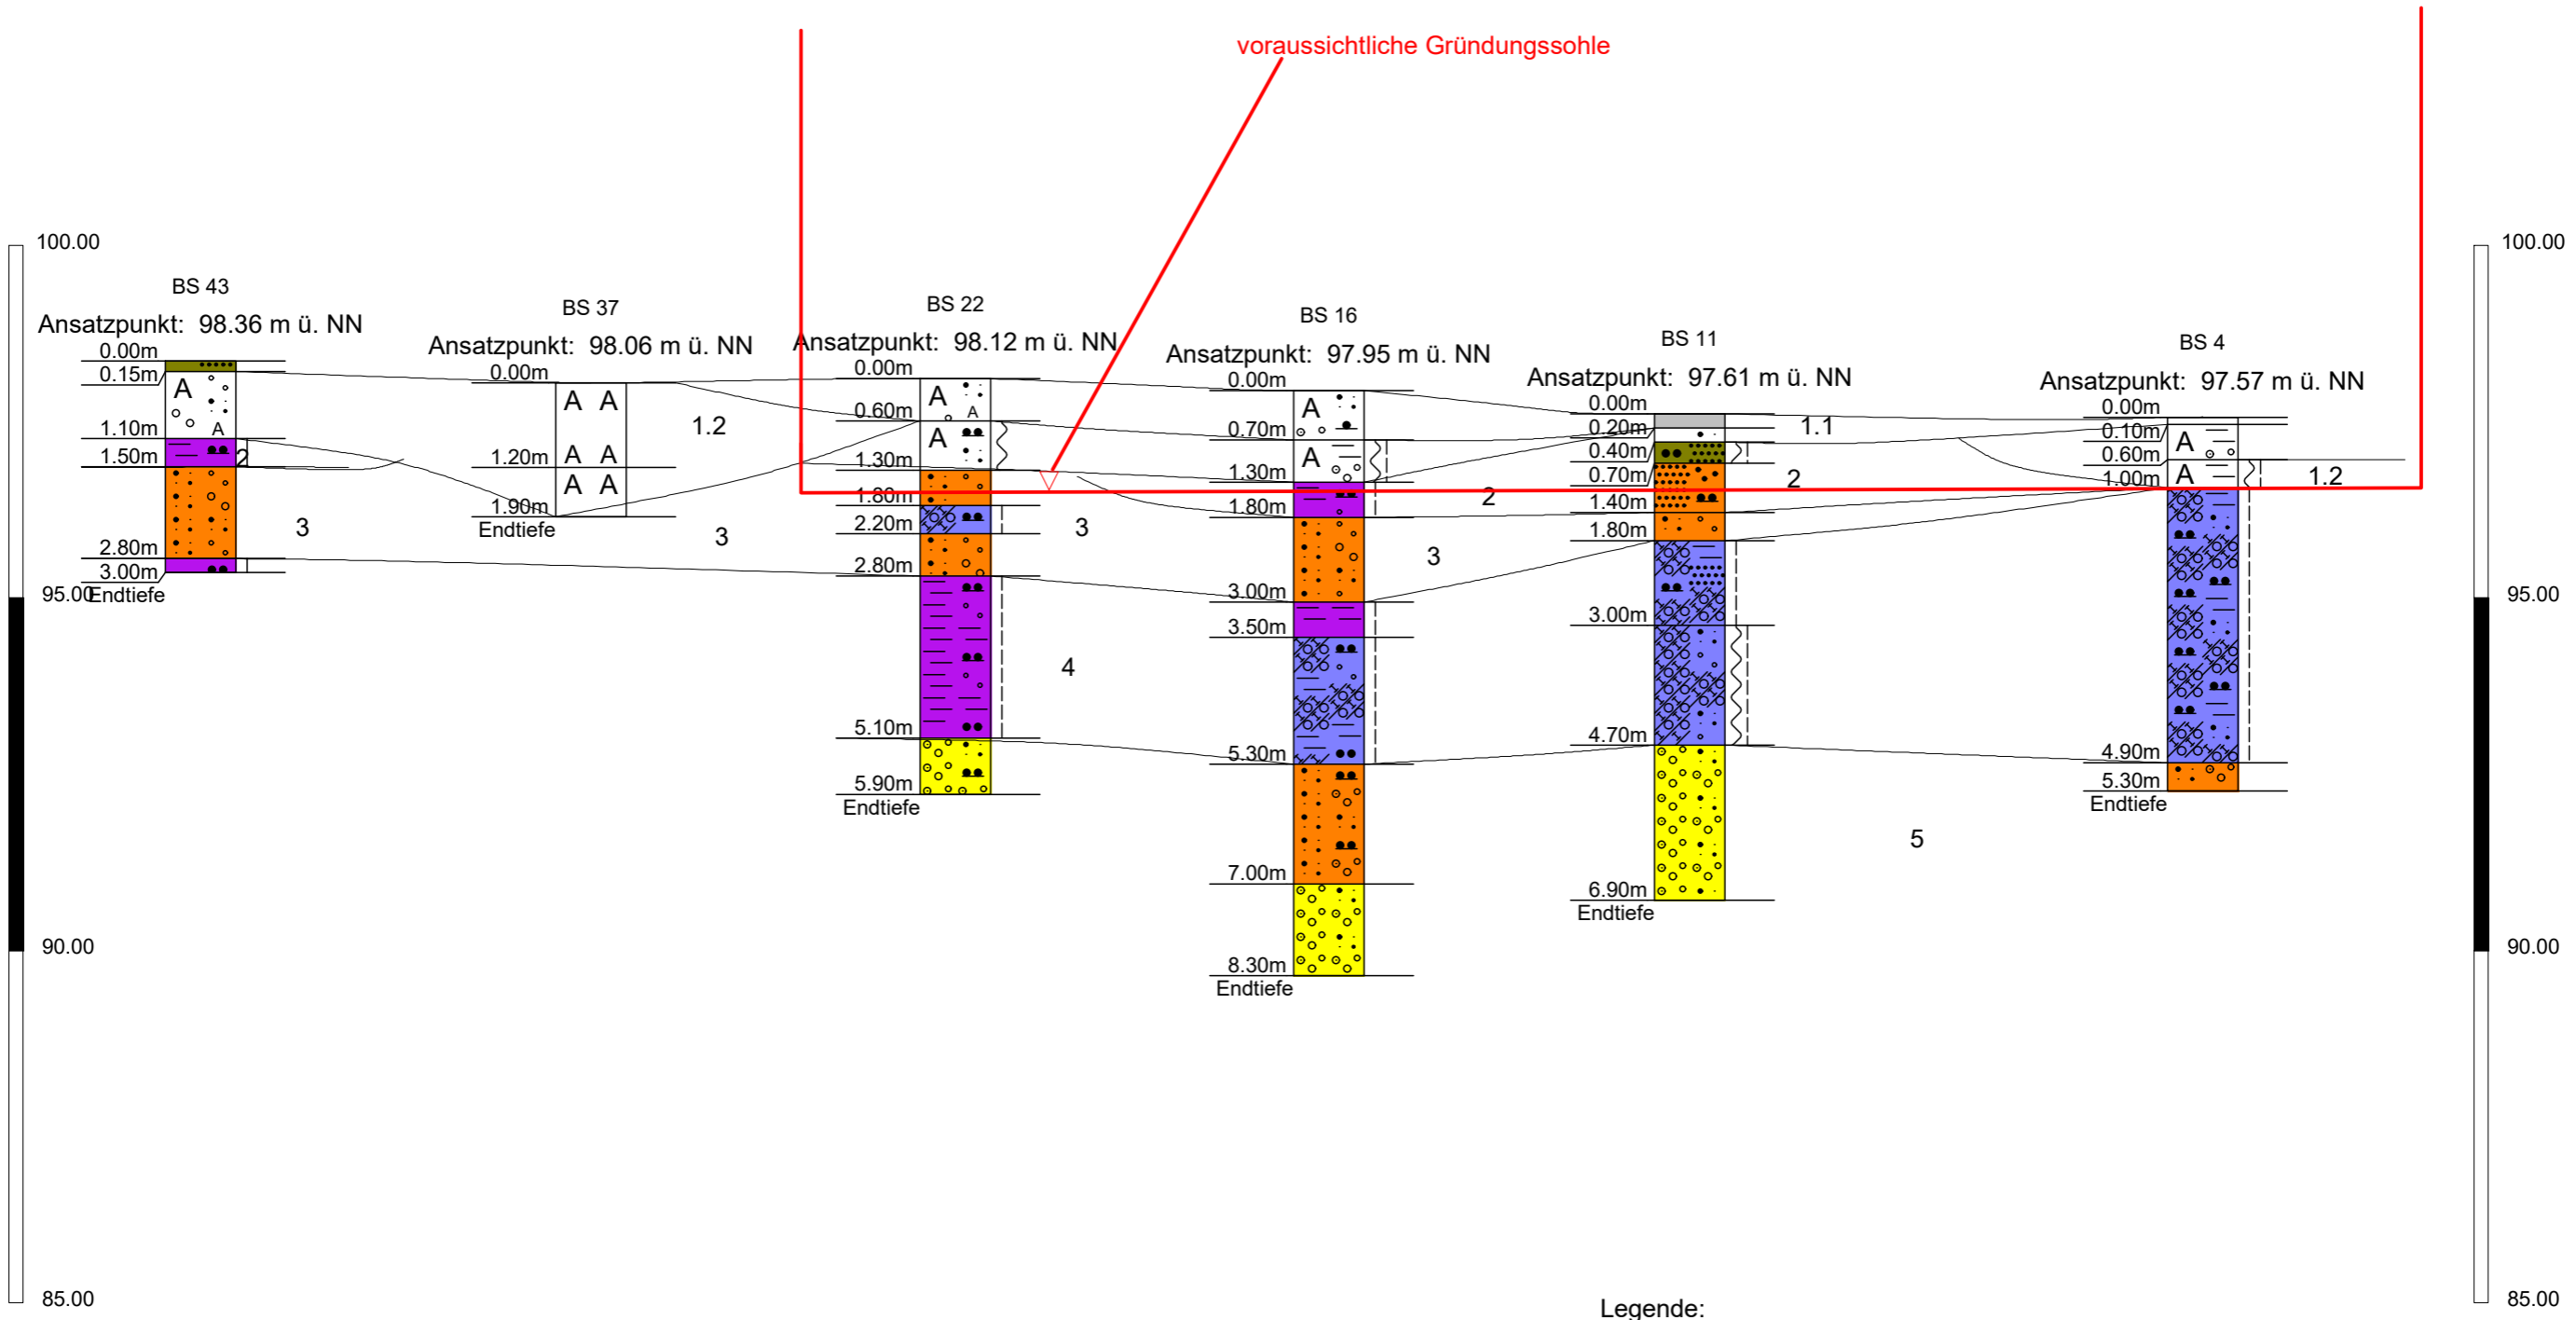 voraussichtliche Gründungssohle
100.00
100.00
95.00
95.00
90.00
90.00
85.00
85.00
BS 43
Ansatzpunkt: 98.36 m ü. NN
0.00m
0.15m
A
A
1.10m
1.50m
2
3
2.80m
3.00m
Endtiefe
BS 37
Ansatzpunkt: 98.06 m ü. NN
0.00m
A A
1.2
A A
1.20m
A A
1.90m
Endtiefe
3
BS 22
Ansatzpunkt: 98.12 m ü. NN
0.00m
A
A
0.60m
A
1.30m
1.80m
2.20m
3
2.80m
4
5.10m
5.90m
Endtiefe
BS 16
Ansatzpunkt: 97.95 m ü. NN
0.00m
A
0.70m
A
1.30m
2
1.80m
3
3.00m
3.50m
5.30m
7.00m
8.30m
Endtiefe
BS 11
Ansatzpunkt: 97.61 m ü. NN
0.00m
0.20m
1.1
0.40m
0.70m
2
1.40m
1.80m
3.00m
4.70m
5
6.90m
Endtiefe
BS 4
Ansatzpunkt: 97.57 m ü. NN
0.00m
0.10m
A
0.60m
A
1.2
1.00m
4.90m
5.30m
Endtiefe
Legende: